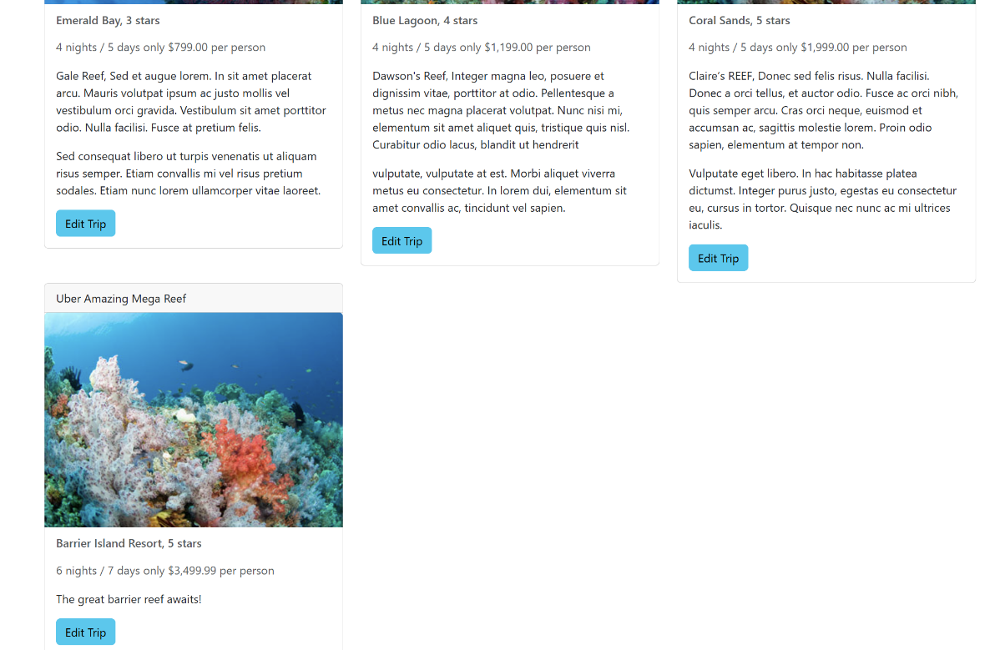 Emerald Bay, 3 stars
4 nights / 5 days only $799.00 per person
Gale Reef, Sed et augue lorem. In sit amet placerat
arcu. Mauris volutpat ipsum ac justo mollis vel
vestibulum orci gravida. Vestibulum sit amet porttitor
odio. Nulla facilisi. Fusce at pretium felis.
Sed consequat libero ut turpis venenatis ut aliquam
risus semper. Etiam convallis mi vel risus pretium
sodales. Etiam nunc lorem ullamcorper vitae laoreet.
Edit Trip
Blue Lagoon, 4 stars
4 nights / 5 days only $1,199.00 per person
Dawson's Reef, Integer magna leo, posuere et
dignissim vitae, porttitor at odio. Pellentesque a
metus nec magna placerat volutpat. Nunc nisi mi,
elementum sit amet aliquet quis, tristique quis nisl.
Curabitur odio lacus, blandit ut hendrerit
vulputate, vulputate at est. Morbi aliquet viverra
metus eu consectetur. In lorem dui, elementum sit
amet convallis ac, tincidunt vel sapien.
Edit Trip
Coral Sands, 5 stars
4 nights / 5 days only $1,999.00 per person
Claire’s REEF, Donec sed felis risus. Nulla facilisi.
Donec a orci tellus, et auctor odio. Fusce ac orci nibh,
quis semper arcu. Cras orci neque, euismod et
accumsan ac, sagittis molestie lorem. Proin odio
sapien, elementum at tempor non.
Vulputate eget libero. In hac habitasse platea
dictumst. Integer purus justo, egestas eu consectetur
eu, cursus in tortor. Quisque nec nunc ac mi ultrices
iaculis.
Edit Trip
Uber Amazing Mega Reef
Barrier Island Resort, 5 stars
6 nights / 7 days only $3,499.99 per person
The great barrier reef awaits!
Edit Trip